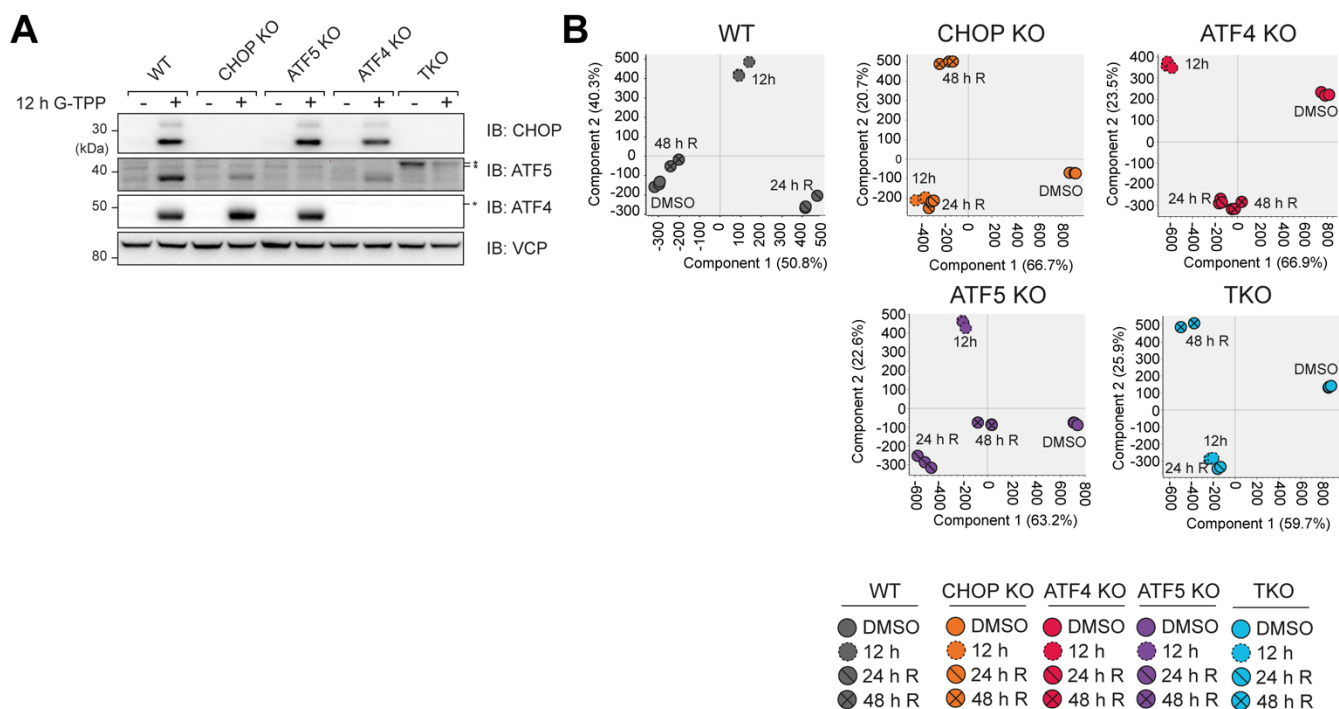 A
WT
CHOP KO
ATF5 KO
ATF4 KO
TKO
12 h G-TPP - + - + - + - + - +
30
(kDa)
IB: CHOP
40
*
*
IB: ATF5
50
*
IB: ATF4
80
IB: VCP
B
WT
Component 2 (40.3%)
500
400
300
200
100
0
-100
-200
-300
12h
48 h R
DMSO
24 h R
-300
-200
-100
0
100
200
300
400
500
Component 1 (50.8%)
CHOP KO
Component 2 (20.7%)
500
400
300
200
100
0
-100
-200
-300
48 h R
12h
24 h R
DMSO
-400
-200
0
200
400
600
800
Component 1 (66.7%)
ATF4 KO
Component 2 (23.5%)
400
300
200
100
0
-100
-200
-300
12h
DMSO
24 h R
48 h R
-600
-400
-200
0
200
400
600
800
Component 1 (66.9%)
ATF5 KO
Component 2 (22.6%)
500
400
300
200
100
0
-100
-200
-300
12h
24 h R
48 h R
DMSO
-600
-400
-200
0
200
400
600
800
Component 1 (63.2%)
TKO
Component 2 (25.9%)
500
400
300
200
100
0
-100
-200
-300
48 h R
DMSO
12h
24 h R
-600
-400
-200
0
200
400
600
800
Component 1 (59.7%)
WT CHOP KO ATF4 KO ATF5 KO TKO
DMSO DMSO DMSO DMSO DMSO
12 h 12 h 12 h 12 h 12 h
24 h R 24 h R 24 h R 24 h R 24 h R
48 h R 48 h R 48 h R 48 h R 48 h R